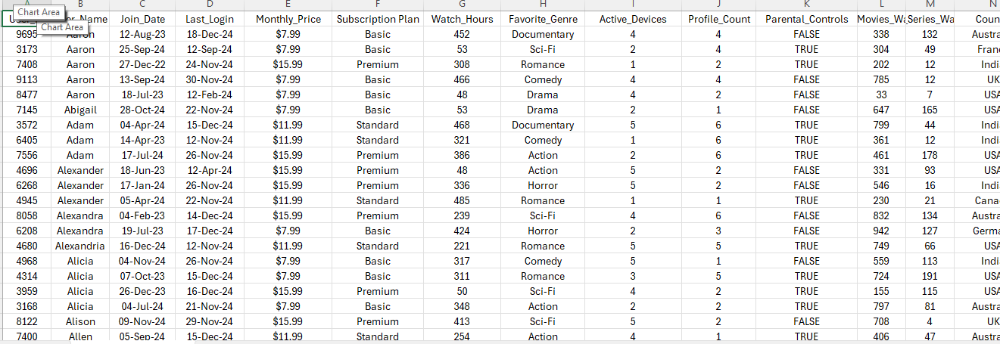 A B C D E F G H I J K L M N
Chart Area
Chart Area
Name Join_Date Last_Login Monthly_Price Subscription Plan Watch_Hours Favorite_Genre Active_Devices Profile_Count Parental_Controls Movies_Wa Series_Wa Coun
9695 Aaron 12-Aug-23 18-Dec-24 $7.99 Basic 452 Documentary 4 4 FALSE 338 132 Austra
3173 Aaron 25-Sep-24 12-Sep-24 $7.99 Basic 53 Sci-Fi 2 4 TRUE 304 49 Fran
7408 Aaron 27-Dec-22 24-Nov-24 $15.99 Premium 308 Romance 1 2 TRUE 202 12 Indi
9113 Aaron 13-Sep-24 30-Nov-24 $7.99 Basic 466 Comedy 4 4 FALSE 785 12 UK
8477 Aaron 18-Jul-23 12-Feb-24 $7.99 Basic 48 Drama 4 2 FALSE 33 7 USA
7145 Abigail 28-Oct-24 22-Nov-24 $7.99 Basic 53 Drama 2 1 FALSE 647 165 USA
3572 Adam 04-Apr-24 15-Dec-24 $11.99 Standard 468 Documentary 5 6 TRUE 799 44 Indi
6405 Adam 14-Apr-23 12-Nov-24 $11.99 Standard 321 Comedy 1 6 TRUE 361 12 Indi
7556 Adam 17-Jul-24 26-Nov-24 $15.99 Premium 386 Action 2 6 TRUE 461 178 USA
4696 Alexander 18-Jun-23 12-Apr-24 $15.99 Premium 48 Action 5 2 FALSE 331 93 USA
6268 Alexander 17-Jan-24 26-Nov-24 $15.99 Premium 336 Horror 5 2 FALSE 546 16 Indi
4945 Alexander 05-Apr-24 22-Nov-24 $11.99 Standard 485 Romance 1 1 TRUE 230 21 Cana
8058 Alexandra 04-Feb-23 14-Dec-24 $15.99 Premium 239 Sci-Fi 4 6 FALSE 832 134 Austra
6208 Alexandra 19-Jul-23 17-Dec-24 $7.99 Basic 424 Horror 2 3 FALSE 942 127 Germa
4680 Alexandria 16-Dec-24 12-Nov-24 $11.99 Standard 221 Romance 5 5 TRUE 749 66 USA
4968 Alicia 04-Nov-24 26-Nov-24 $7.99 Basic 317 Comedy 5 1 FALSE 559 113 Indi
4314 Alicia 07-Oct-23 15-Dec-24 $7.99 Basic 311 Romance 3 5 TRUE 724 191 USA
3959 Alicia 26-Dec-23 16-Dec-24 $15.99 Premium 50 Sci-Fi 4 2 TRUE 155 115 USA
3168 Alicia 04-Jul-24 21-Nov-24 $7.99 Basic 348 Action 2 2 TRUE 797 81 Austra
8122 Alison 09-Nov-24 29-Nov-24 $15.99 Premium 413 Sci-Fi 5 2 FALSE 708 4 UK
7400 Allen 05-Sep-24 15-Dec-24 $11.99 Standard 254 Action 4 1 TRUE 406 47 Austra